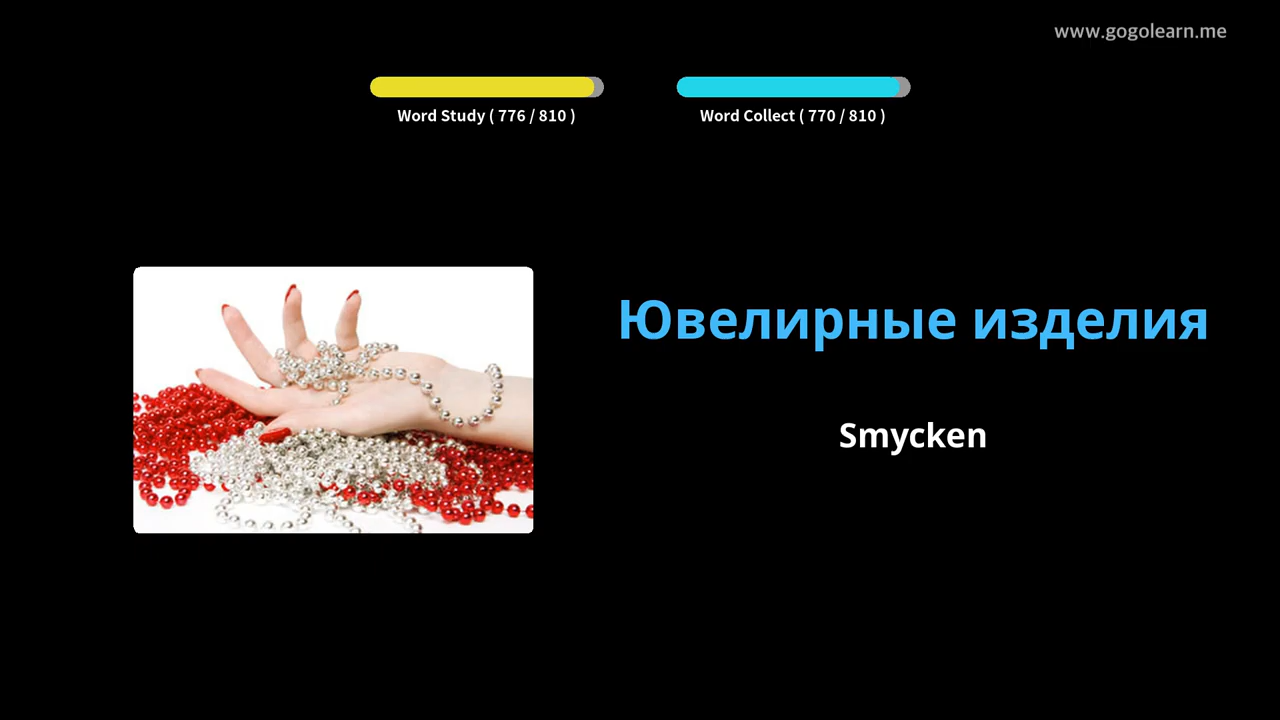 www.gogolearn.me
Word Study ( 776 / 810 )
Word Collect ( 770 / 810 )
Ювелирные изделия
Smycken